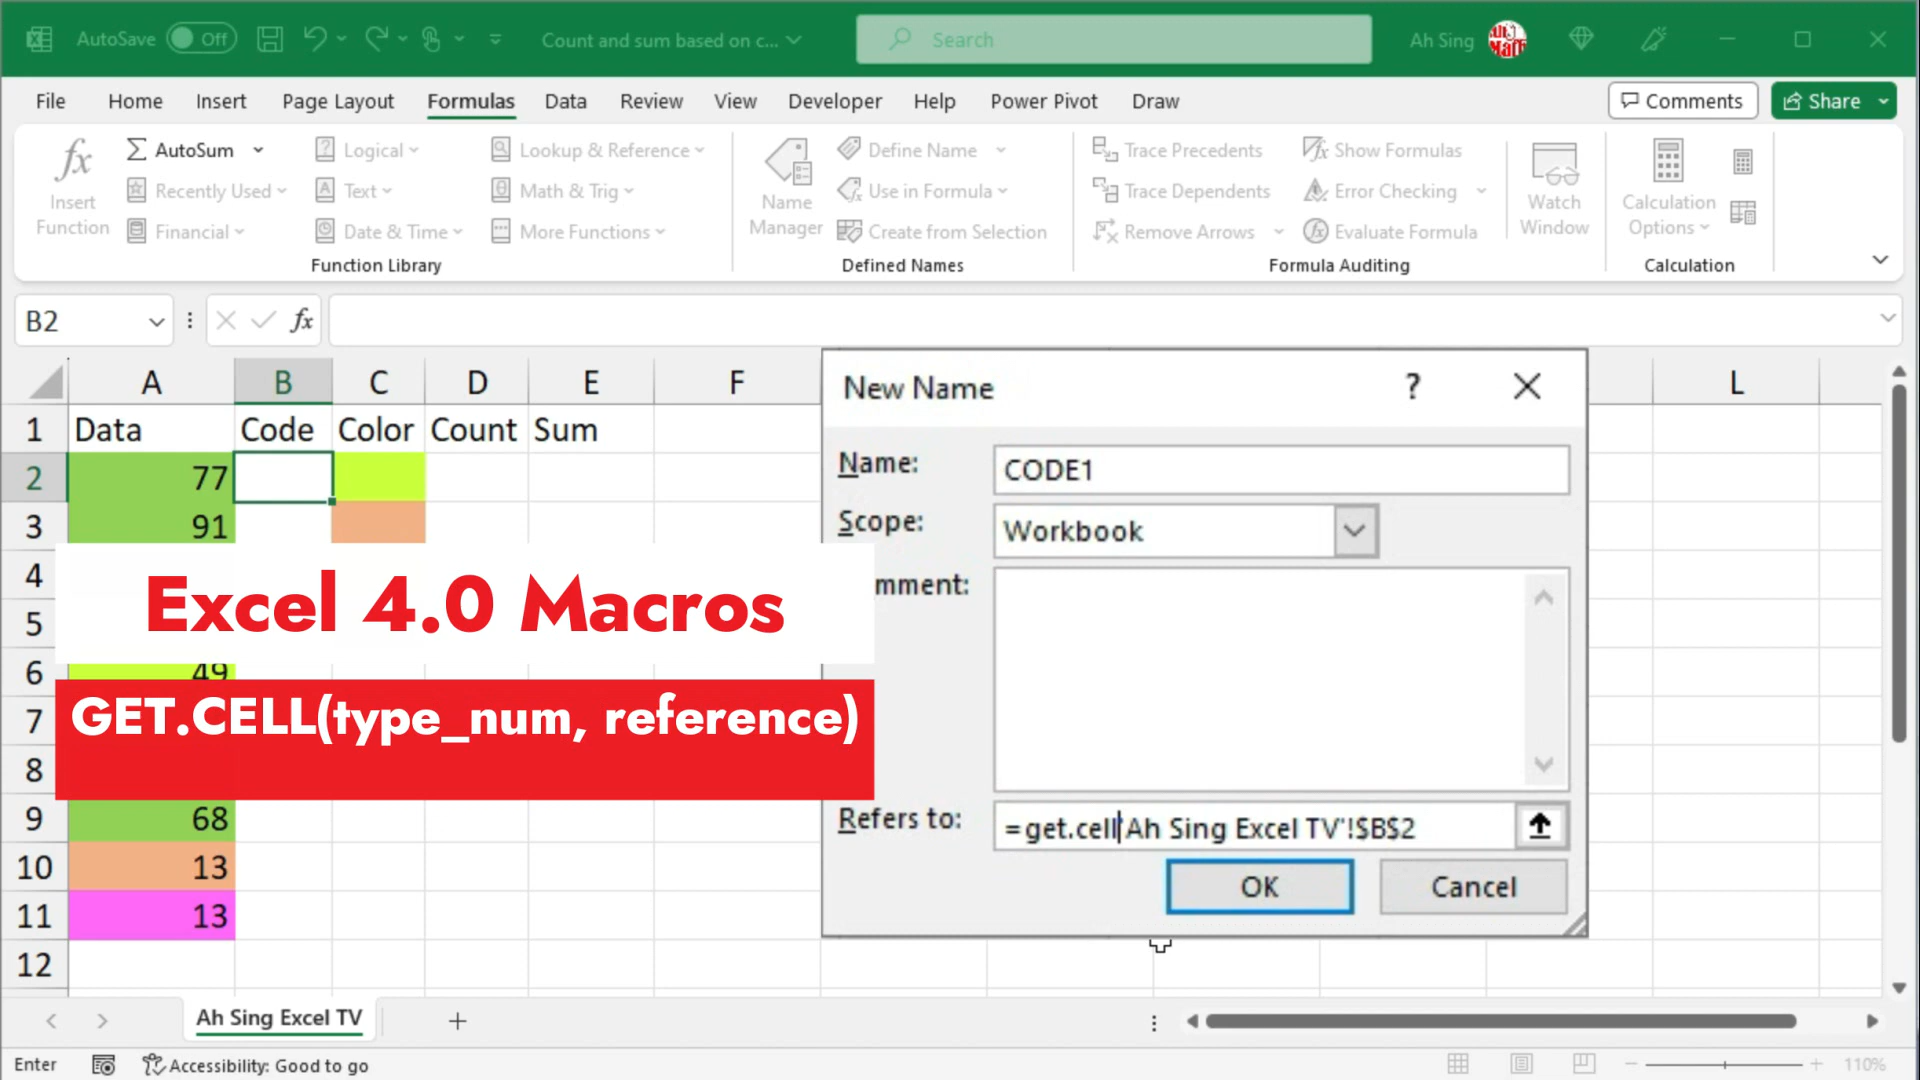 AutoSave Off Count and sum based on c... Search Ah Sing
File Home Insert Page Layout Formulas Data Review View Developer Help Power Pivot Draw Comments Share
Insert Function
AutoSum
Recently Used
Financial
Logical
Text
Date & Time
Lookup & Reference
Math & Trig
More Functions
Function Library
Name Manager
Define Name
Use in Formula
Create from Selection
Defined Names
Trace Precedents
Trace Dependents
Remove Arrows
Show Formulas
Error Checking
Evaluate Formula
Formula Auditing
Watch Window
Calculation Options
Calculation
B2 fx
A B C D E F L
1 Data Code Color Count Sum
2 77
3 91
4
5
6 49
7
8
9 68
10 13
11 13
12
Excel 4.0 Macros
GET.CELL(type_num, reference)
New Name ?
Name: CODE1
Scope: Workbook
mment:
Refers to: =get.cell'Ah Sing Excel TV'!$B$2
OK Cancel
Ah Sing Excel TV
Enter Accessibility: Good to go 110%